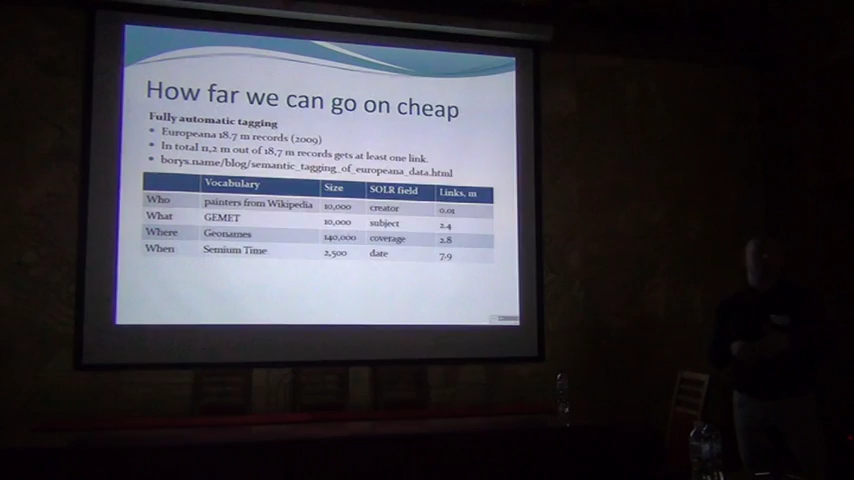 How far we can go on cheap
Fully automatic tagging
• Europeana 18.7 m records (2009)
• In total 11,2 m out of 18,7 m records gets at least one link.
• borys.name/blog/semantic_tagging_of_europeana_data.html
Vocabulary Size SOLR field Links, m
Who painters from Wikipedia 10,000 creator 0.01
What GEMET 10,000 subject 2.4
Where Geonames 140,000 coverage 2.8
When Semium Time 2,500 date 7.9